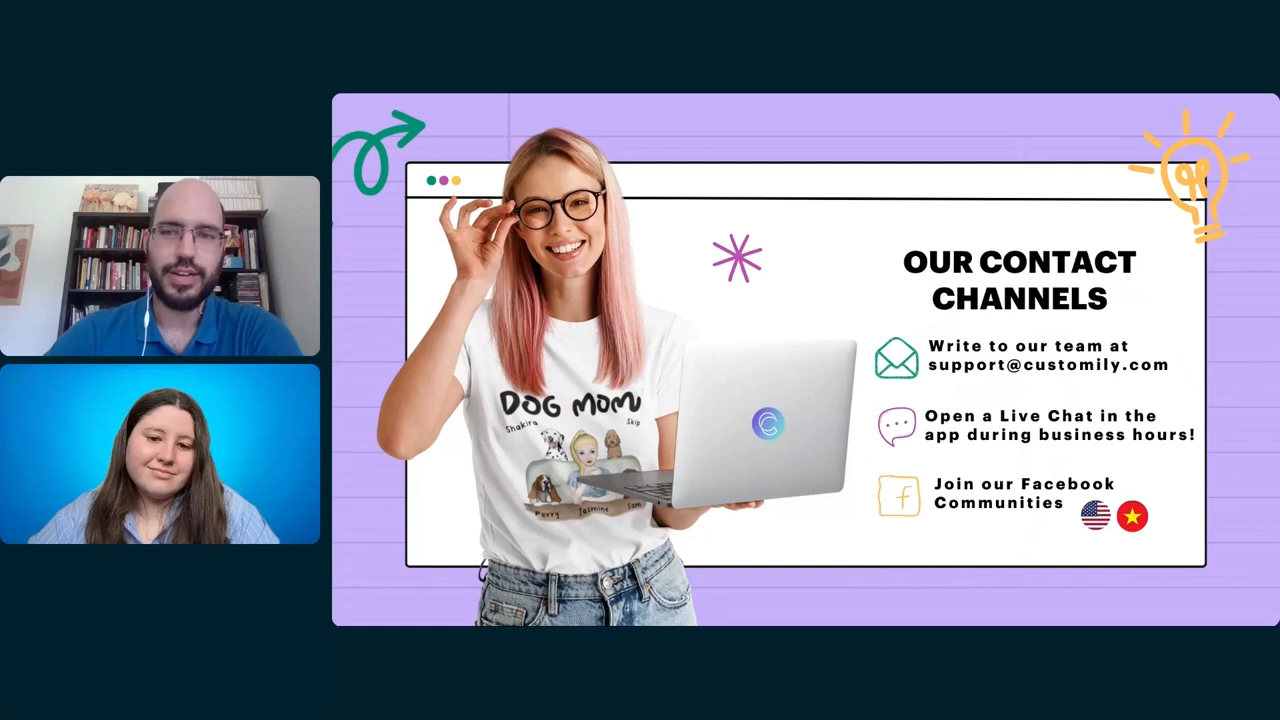 OUR CONTACT
CHANNELS
Write to our team at
support@customily.com
Open a Live Chat in the
app during business hours!
Join our Facebook
Communities
DOG MOM
Shakira
Skip
Perry
Jasmine
Sam